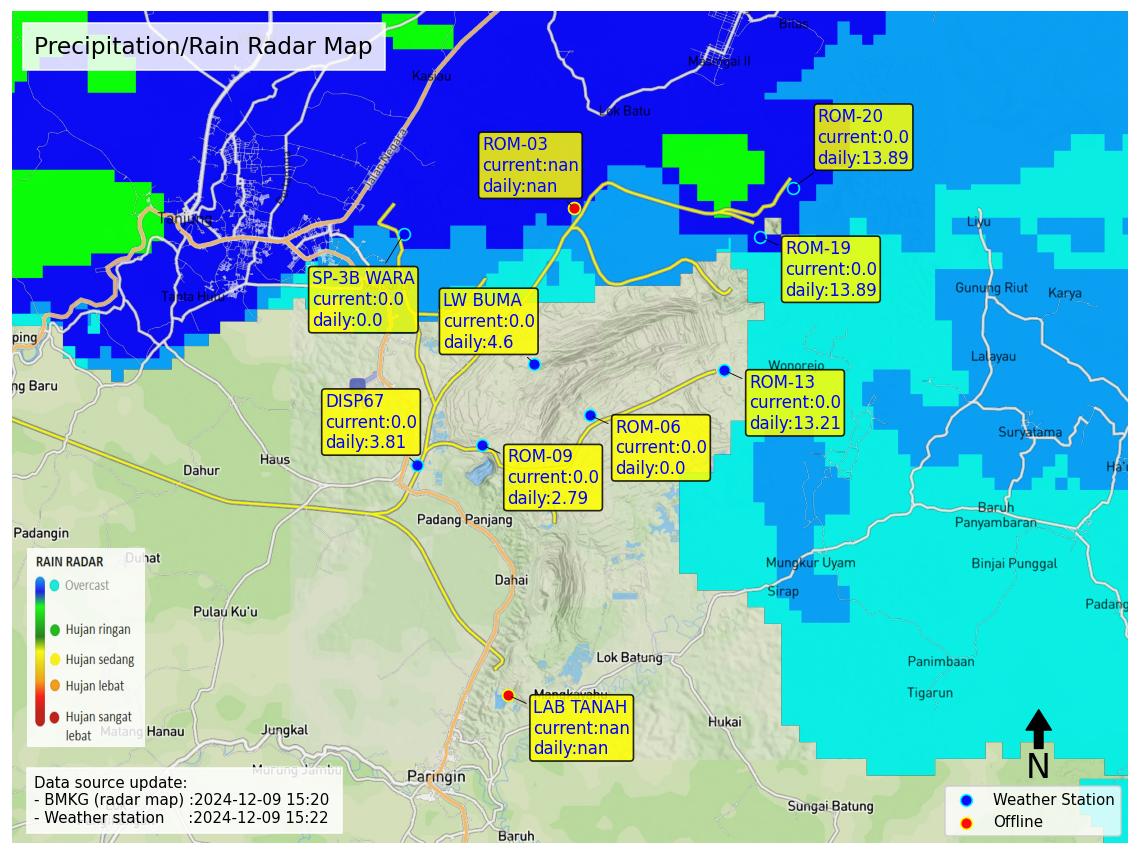 Precipitation/Rain Radar Map
Bilas
Masingai II
Kasiau
Lok Batu
Jalan Negara
ROM-20
current:0.0
daily:13.89
ROM-03
current:nan
daily:nan
Tanjung
Liyu
ROM-19
current:0.0
daily:13.89
SP-3B WARA
current:0.0
daily:0.0
LW BUMA
current:0.0
daily:4.6
Tanta Hulu
Gunung Riut
Karya
ping
Lalayau
Wonorejo
ng Baru
ROM-13
current:0.0
daily:13.21
DISP67
current:0.0
daily:3.81
ROM-06
current:0.0
daily:0.0
Suryatama
ROM-09
current:0.0
daily:2.79
Haus
Dahur
Ha'u
Baruh
Panyambaran
Padang Panjang
Padangin
Duhat
Mungkur Uyam
Binjai Punggal
RAIN RADAR
Overcast
Hujan ringan
Hujan sedang
Hujan lebat
Hujan sangat
lebat
Dahai
Sirap
Padang
Pulau Ku'u
Lok Batung
Panimbaan
Tigarun
Mangkayahu
LAB TANAH
current:nan
daily:nan
Hukai
Matang Hanau
Jungkal
Murung Jambu
Paringin
N
Data source update:
- BMKG (radar map) :2024-12-09 15:20
- Weather station :2024-12-09 15:22
Sungai Batung
Baruh
Weather Station
Offline